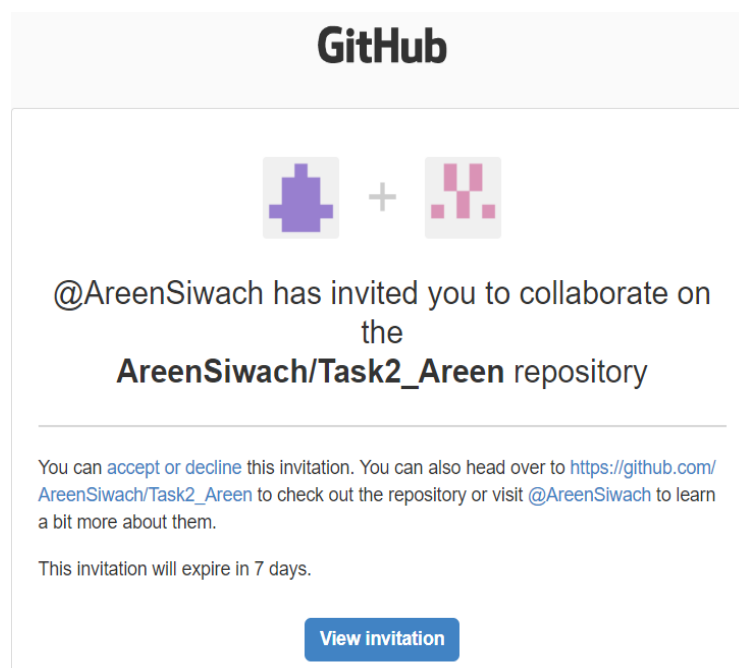 GitHub
+
@AreenSiwach has invited you to collaborate on
the
AreenSiwach/Task2_Areen repository
You can accept or decline this invitation. You can also head over to https://github.com/
AreenSiwach/Task2_Areen to check out the repository or visit @AreenSiwach to learn
a bit more about them.
This invitation will expire in 7 days.
View invitation